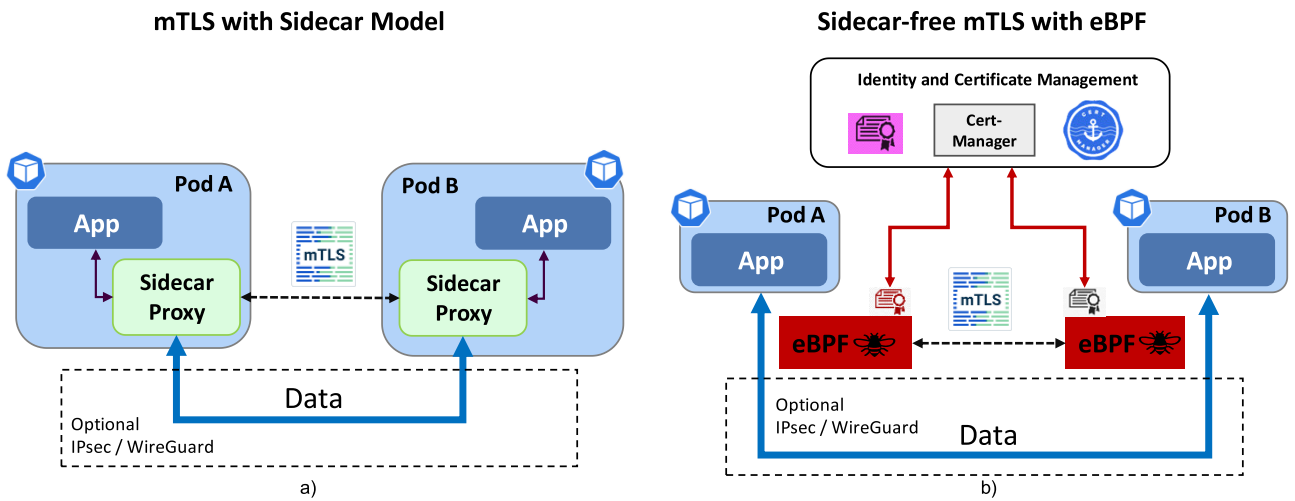 mTLS with Sidecar Model
Pod A
App
Sidecar
Proxy
mTLS
Pod B
App
Sidecar
Proxy
Data
Optional
IPsec / WireGuard
a)
Sidecar-free mTLS with eBPF
Identity and Certificate Management
Cert-
Manager
CERT
MANAGER
Pod A
App
Pod B
App
mTLS
eBPF
eBPF
Optional
IPsec / WireGuard
Data
b)